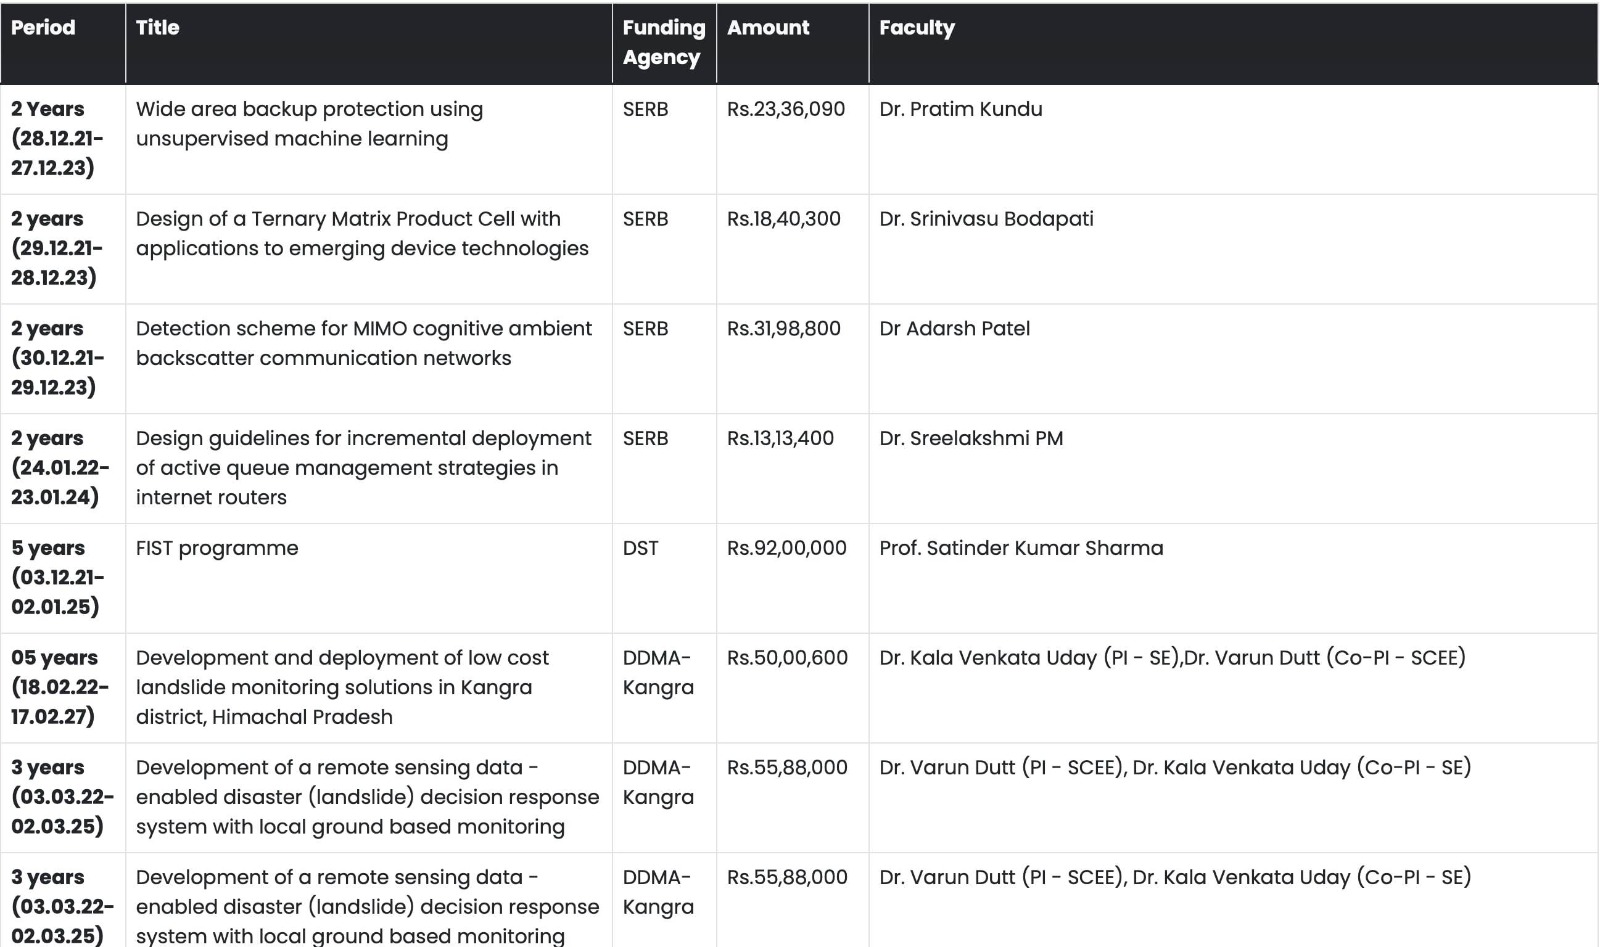 Period Title Funding Agency Amount Faculty
2 Years (28.12.21-27.12.23) Wide area backup protection using unsupervised machine learning SERB Rs.23,36,090 Dr. Pratim Kundu
2 years (29.12.21-28.12.23) Design of a Ternary Matrix Product Cell with applications to emerging device technologies SERB Rs.18,40,300 Dr. Srinivasu Bodapati
2 years (30.12.21-29.12.23) Detection scheme for MIMO cognitive ambient backscatter communication networks SERB Rs.31,98,800 Dr Adarsh Patel
2 years (24.01.22-23.01.24) Design guidelines for incremental deployment of active queue management strategies in internet routers SERB Rs.13,13,400 Dr. Sreelakshmi PM
5 years (03.12.21-02.01.25) FIST programme DST Rs.92,00,000 Prof. Satinder Kumar Sharma
05 years (18.02.22-17.02.27) Development and deployment of low cost landslide monitoring solutions in Kangra district, Himachal Pradesh DDMA-Kangra Rs.50,00,600 Dr. Kala Venkata Uday (PI - SE),Dr. Varun Dutt (Co-PI - SCEE)
3 years (03.03.22-02.03.25) Development of a remote sensing data - enabled disaster (landslide) decision response system with local ground based monitoring DDMA-Kangra Rs.55,88,000 Dr. Varun Dutt (PI - SCEE), Dr. Kala Venkata Uday (Co-PI - SE)
3 years (03.03.22-02.03.25) Development of a remote sensing data - enabled disaster (landslide) decision response system with local ground based monitoring DDMA-Kangra Rs.55,88,000 Dr. Varun Dutt (PI - SCEE), Dr. Kala Venkata Uday (Co-PI - SE)